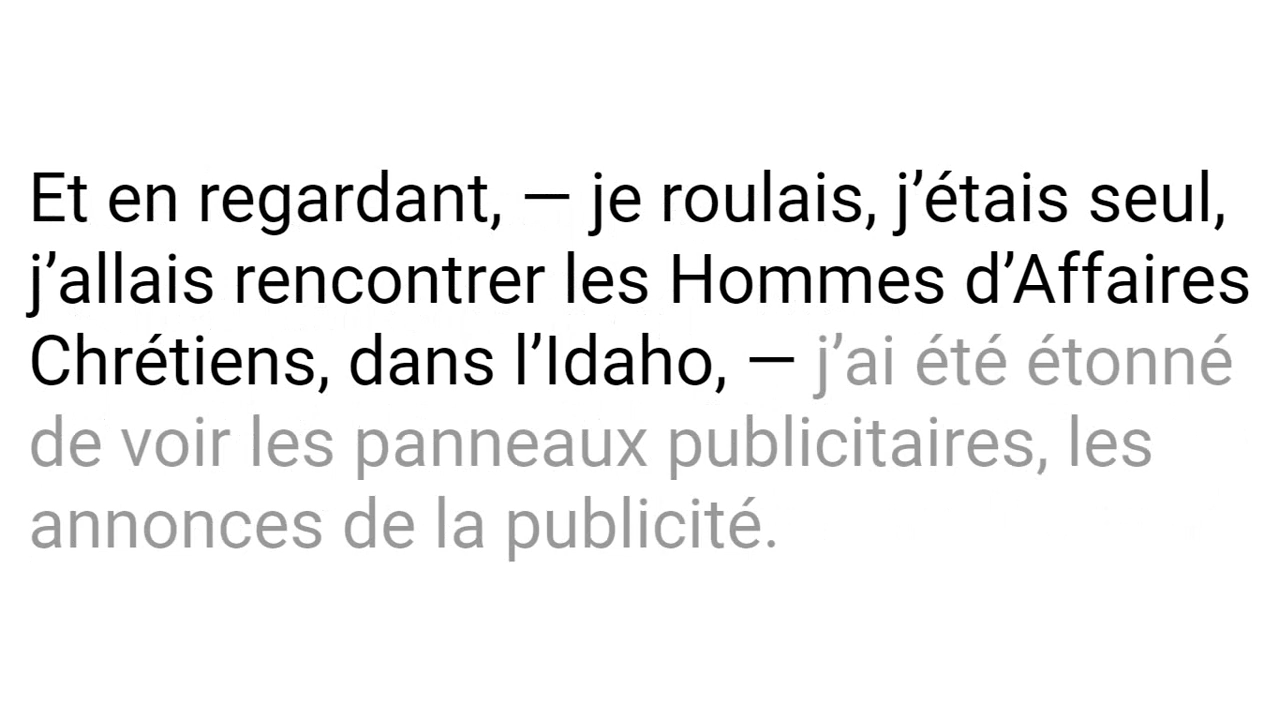 Et en regardant, — je roulais, j’étais seul,
j’allais rencontrer les Hommes d’Affaires
Chrétiens, dans l’Idaho, — j’ai été étonné
de voir les panneaux publicitaires, les
annonces de la publicité.